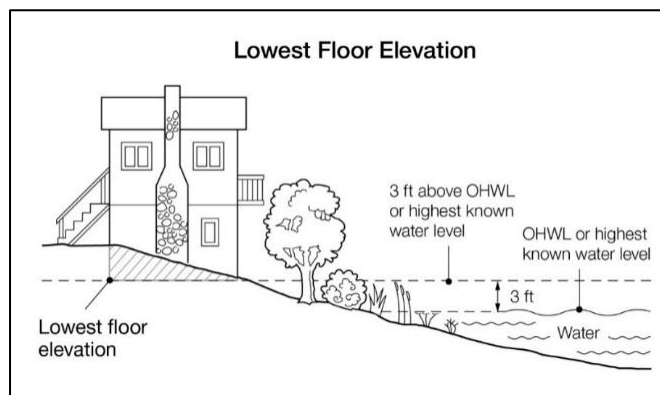 Lowest Floor Elevation
3 ft above OHWL
or highest known
water level
OHWL or highest
known water level
3 ft
Water
Lowest floor
elevation